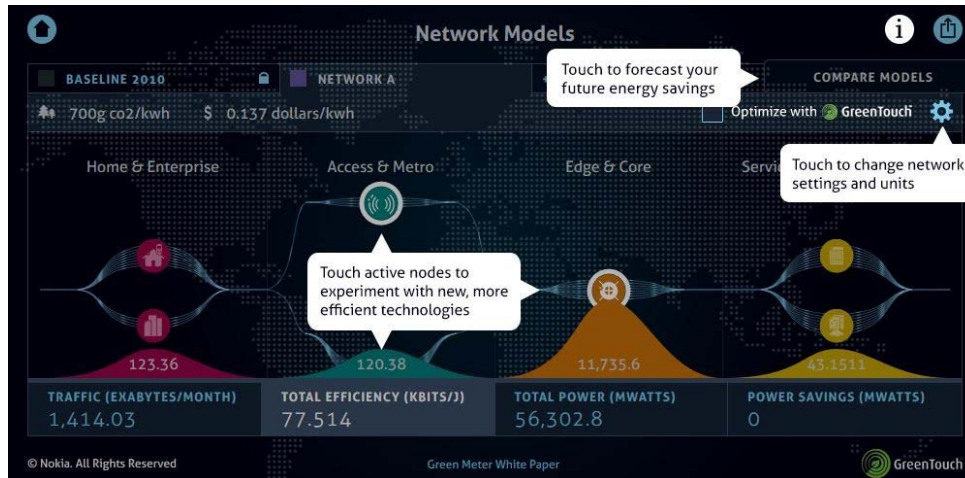 Network Models
i
BASELINE 2010
NETWORK A
+
Touch to forecast your
future energy savings
COMPARE MODELS
700g co2/kwh
$ 0.137 dollars/kwh
Optimize with GreenTouch
Touch to change network
settings and units
Home & Enterprise
Access & Metro
Edge & Core
Servi
Touch active nodes to
experiment with new, more
efficient technologies
123.36
120.38
11,735.6
43.1511
TRAFFIC (EXABYTES/MONTH)
1,414.03
TOTAL EFFICIENCY (KBITS/J)
77.514
TOTAL POWER (MWATTS)
56,302.8
POWER SAVINGS (MWATTS)
0
© Nokia. All Rights Reserved
Green Meter White Paper
GreenTouch